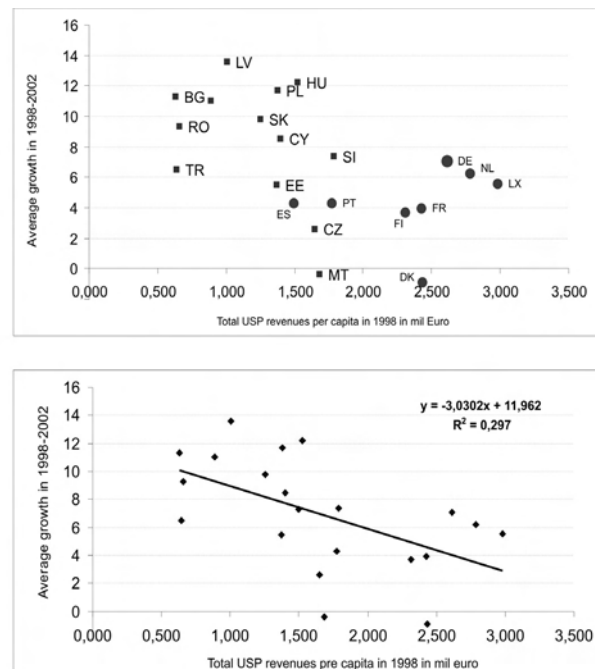 16
14
12
10
8
6
4
2
0
Average growth in 1998-2002
LV
HU
PL
BG
SK
RO
CY
SI
DE
NL
TR
EE
LX
ES
PT
FI
FR
CZ
MT
DK
0,000 0,500 1,000 1,500 2,000 2,500 3,000 3,500
Total USP revenues per capita in 1998 in mil Euro
16
14
12
10
8
6
4
2
0
Average growth in 1998-2002
y = -3,0302x + 11,962
R² = 0,297
0,000 0,500 1,000 1,500 2,000 2,500 3,000 3,500
Total USP revenues pre capita in 1998 in mil euro